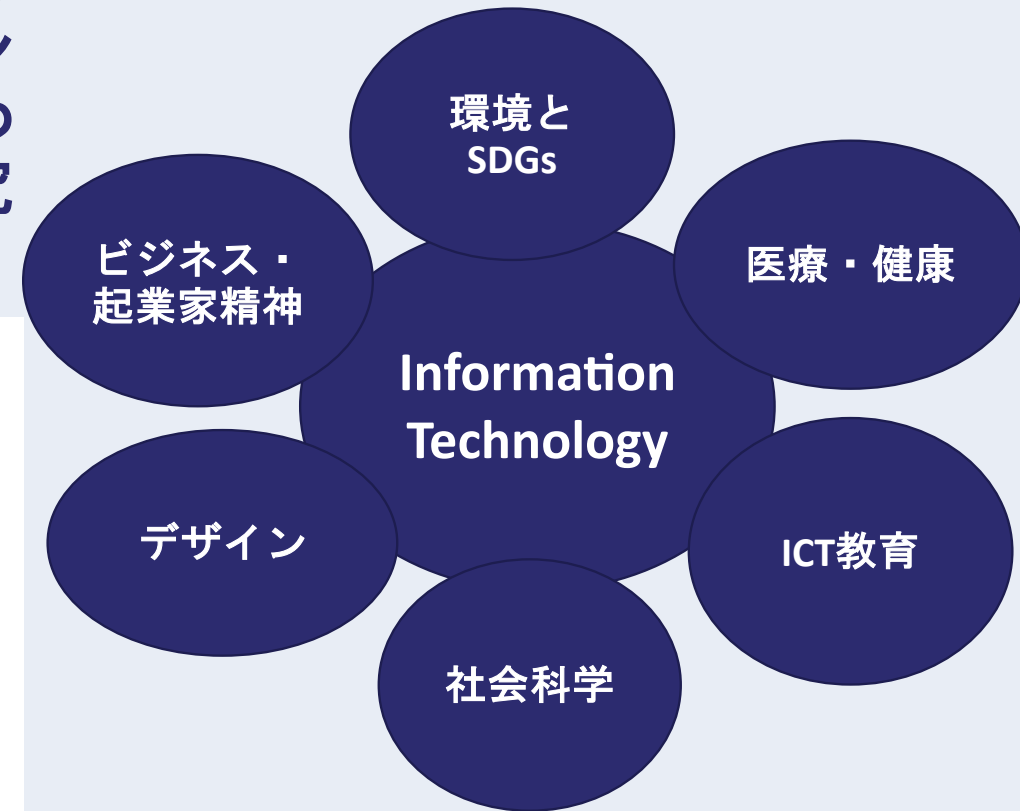 環境と
SDGs
ビジネス・
起業家精神
医療・健康
Information
Technology
デザイン
ICT教育
社会科学